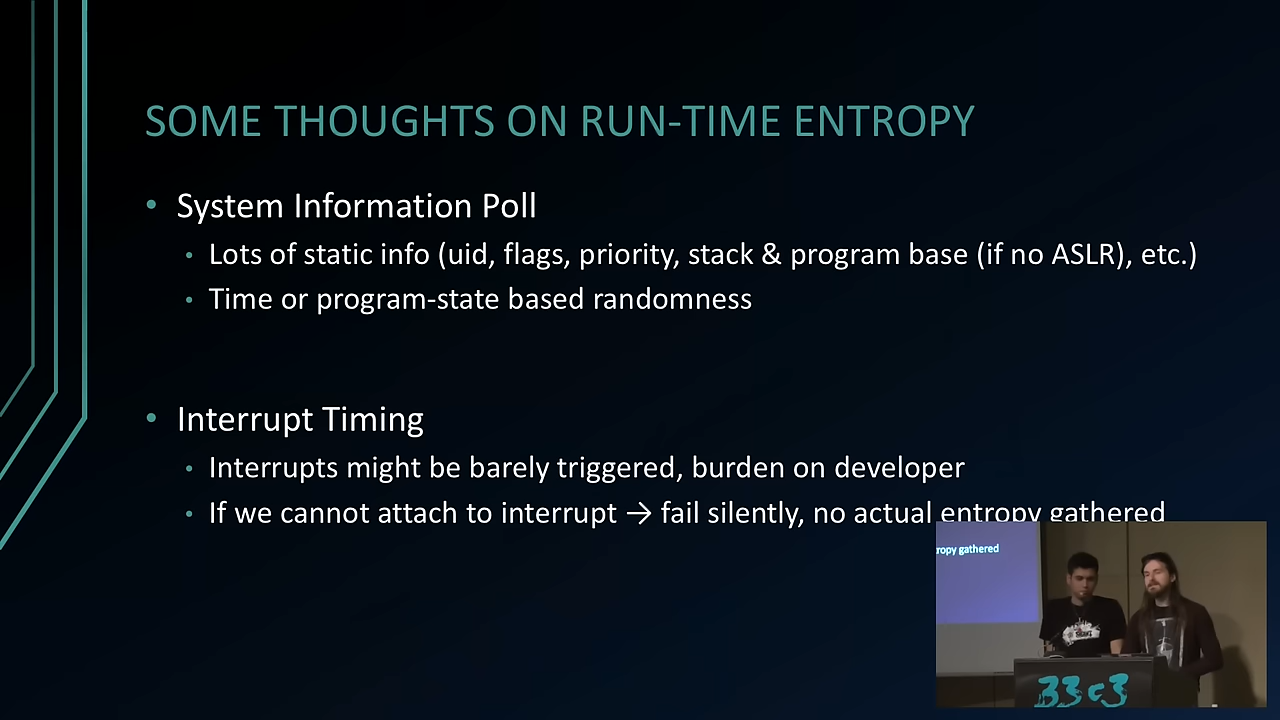 SOME THOUGHTS ON RUN-TIME ENTROPY
• System Information Poll
• Lots of static info (uid, flags, priority, stack & program base (if no ASLR), etc.)
• Time or program-state based randomness
• Interrupt Timing
• Interrupts might be barely triggered, burden on developer
• If we cannot attach to interrupt → fail silently, no actual entropy gathered
ropy gathered
33c3